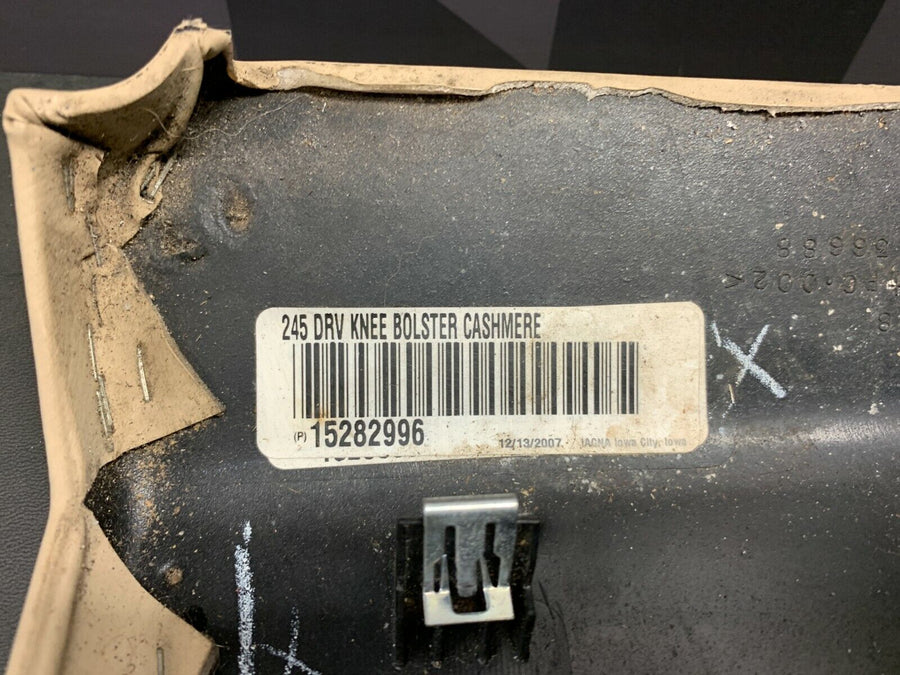 245 DRV KNEE BOLSTER CASHMERE
(P) 15282996
12/13/2007 IACNA Iowa City, Iowa
X